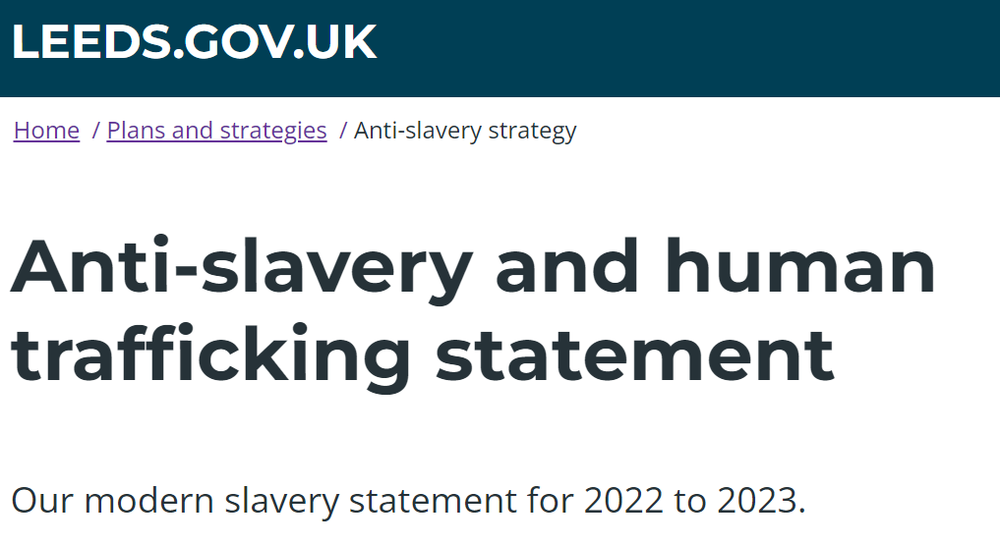 LEEDS.GOV.UK
Home / Plans and strategies / Anti-slavery strategy
Anti-slavery and human
trafficking statement
Our modern slavery statement for 2022 to 2023.